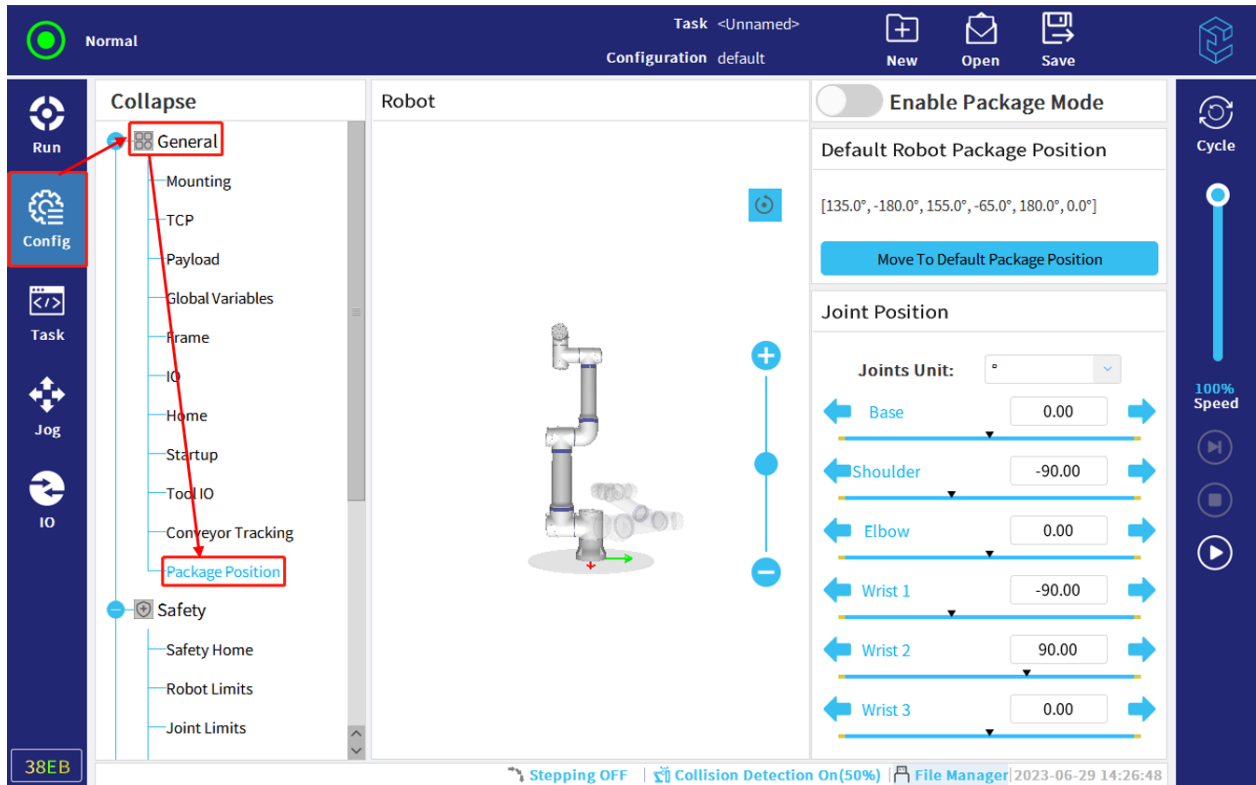 Normal
Task <Unnamed>
Configuration default
New
Open
Save
Run
Config
Task
Jog
IO
38EB
Collapse
General
Mounting
TCP
Payload
Global Variables
Frame
IO
Home
Startup
Tool IO
Conveyor Tracking
Package Position
Safety
Safety Home
Robot Limits
Joint Limits
Robot
Enable Package Mode
Default Robot Package Position
[135.0°, -180.0°, 155.0°, -65.0°, 180.0°, 0.0°]
Move To Default Package Position
Joint Position
Joints Unit: °
Base 0.00
Shoulder -90.00
Elbow 0.00
Wrist 1 -90.00
Wrist 2 90.00
Wrist 3 0.00
Cycle
100%
Speed
Stepping OFF Collision Detection On(50%) File Manager 2023-06-29 14:26:48